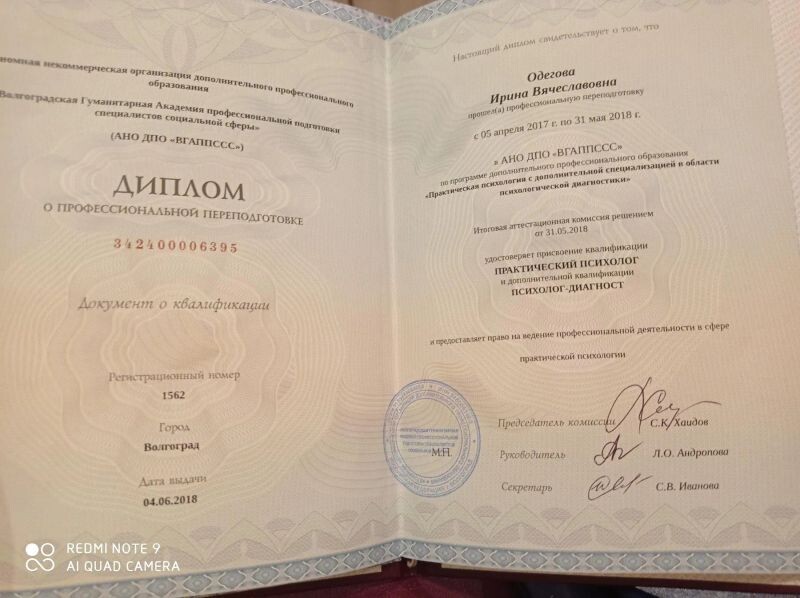 номная некоммерческая организация дополнительного профессионального
образования
Волгоградская Гуманитарная Академия профессиональной подготовки
специалистов социальной сферы»
(АНО ДПО «ВГАППССС»)
ДИПЛОМ
О ПРОФЕССИОНАЛЬНОЙ ПЕРЕПОДГОТОВКЕ
342400006395
Документ о квалификации
Регистрационный номер
1562
Город
Волгоград
Дата выдачи
04.06.2018
Настоящий диплом свидетельствует о том, что
Одегова
Ирина Вячеславовна
прошел(а) профессиональную переподготовку
с 05 апреля 2017 г. по 31 мая 2018 г.
в АНО ДПО «ВГАППССС»
по программе дополнительного профессионального образования
«Практическая психология с дополнительной специализацией в области
психологической диагностики»
Итоговая аттестационная комиссия решением
от 31.05.2018
удостоверяет присвоение квалификации
ПРАКТИЧЕСКИЙ ПСИХОЛОГ
и дополнительной квалификации
ПСИХОЛОГ-ДИАГНОСТ
и предоставляет право на ведение профессиональной деятельности в сфере
практической психологии
Председатель комиссии С.К. Хаидов
Руководитель Л.О. Андропова
М.П.
Секретарь С.В. Иванова
REDMI NOTE 9
AI QUAD CAMERA